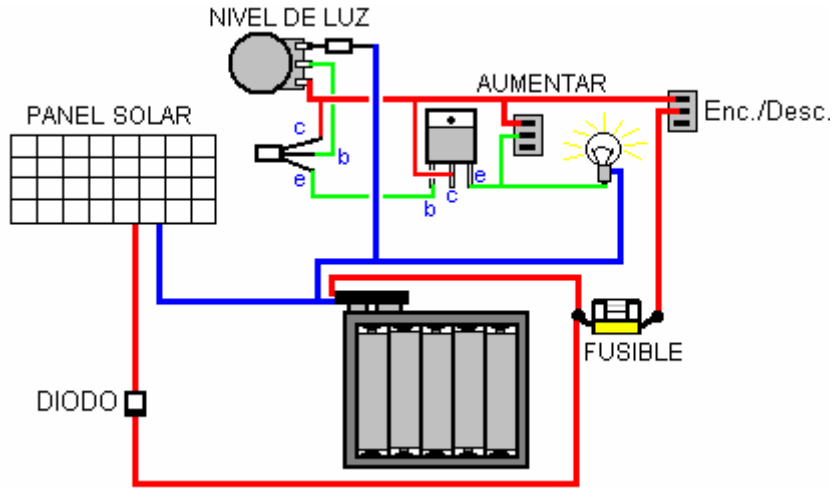 NIVEL DE LUZ
AUMENTAR
PANEL SOLAR
Enc./Desc.
c
b
e
e
b
c
FUSIBLE
DIODO